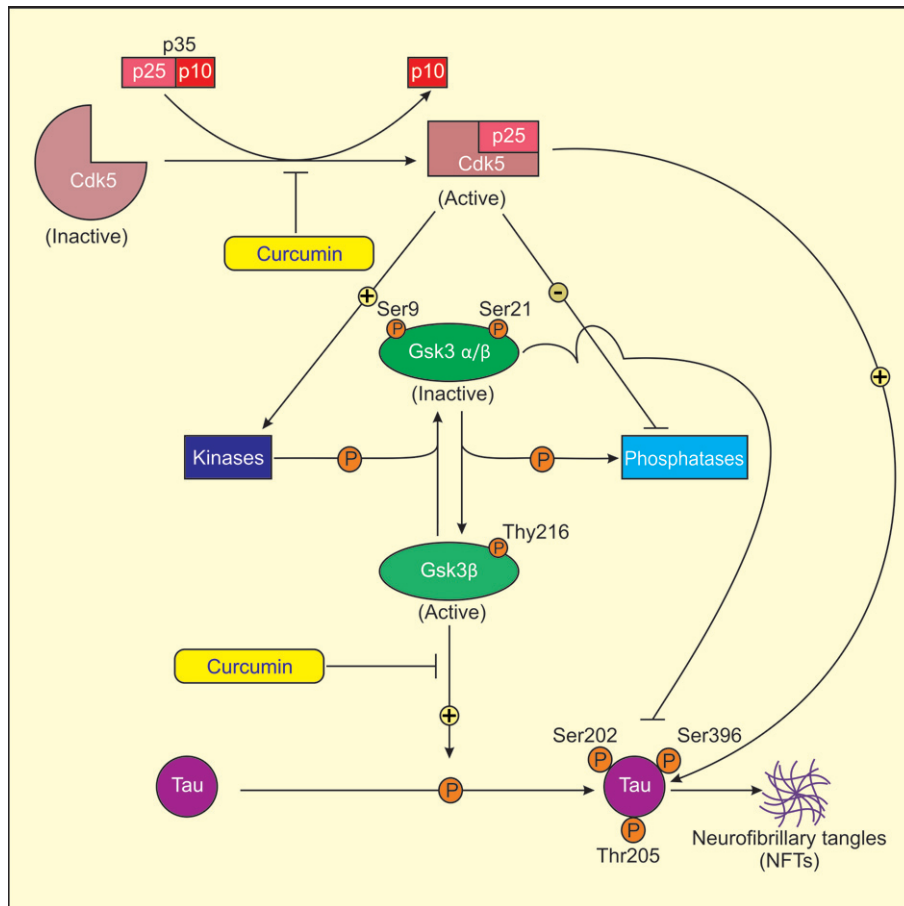 p35
p25 p10
p10
p25
Cdk5
Cdk5
(Inactive)
(Active)
Curcumin
+
-
Ser9
Ser21
P
P
Gsk3 α/β
(Inactive)
+
Kinases
P
P
Phosphatases
Thy216
P
Gsk3β
(Active)
Curcumin
+
Ser202
Ser396
P
P
Tau
P
Tau
P
Thr205
Neurofibrillary tangles
(NFTs)